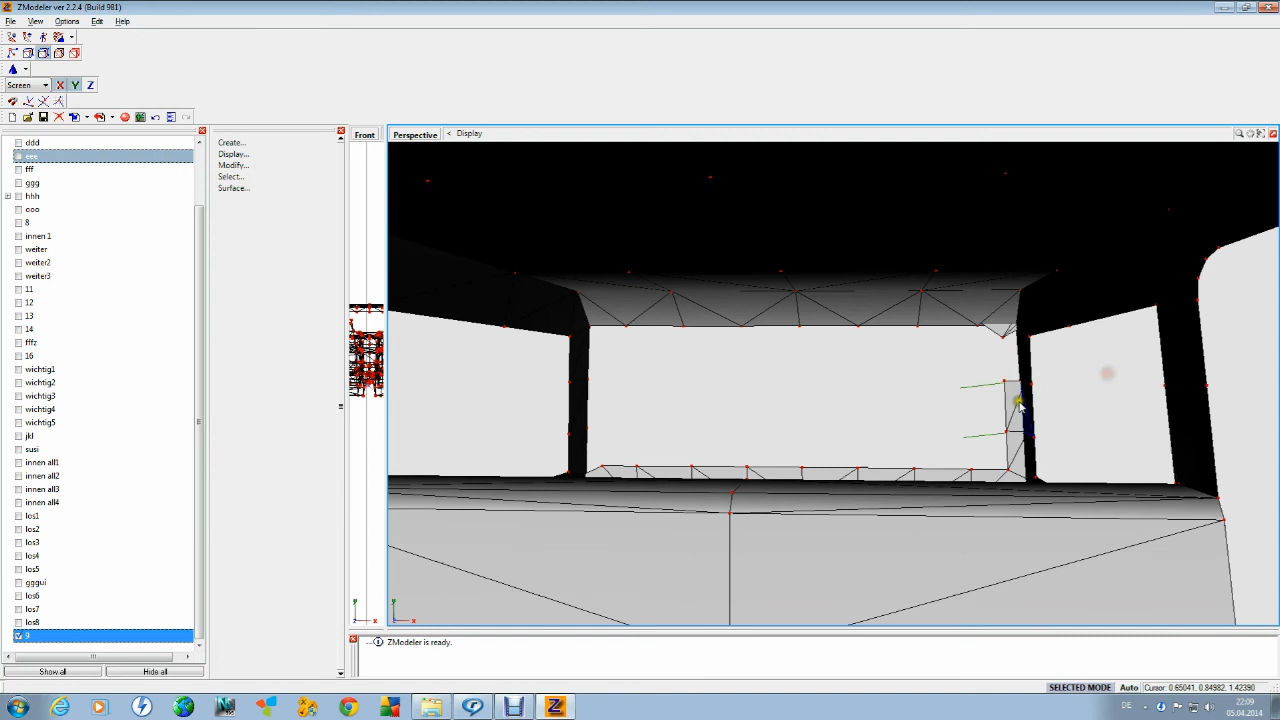 ZModeler ver 2.2.4 (Build 981)
File View Options Edit Help
Screen X Y Z
Front
Perspective < Display
ddd
eee
fff
ggg
hhh
ooo
8
innen 1
weiter
weiter2
weiter3
11
12
13
14
fffz
16
wichtig1
wichtig2
wichtig3
wichtig4
wichtig5
jkl
susi
innen all1
innen all2
innen all3
innen all4
los1
los2
los3
los4
los5
gggui
los6
los7
los8
9
Show all Hide all
Create...
Display...
Modify...
Select...
Surface...
ZModeler is ready.
SELECTED MODE Auto Cursor: 0.65041, 0.84982, 1.42390
DE
22:09
05.04.2014